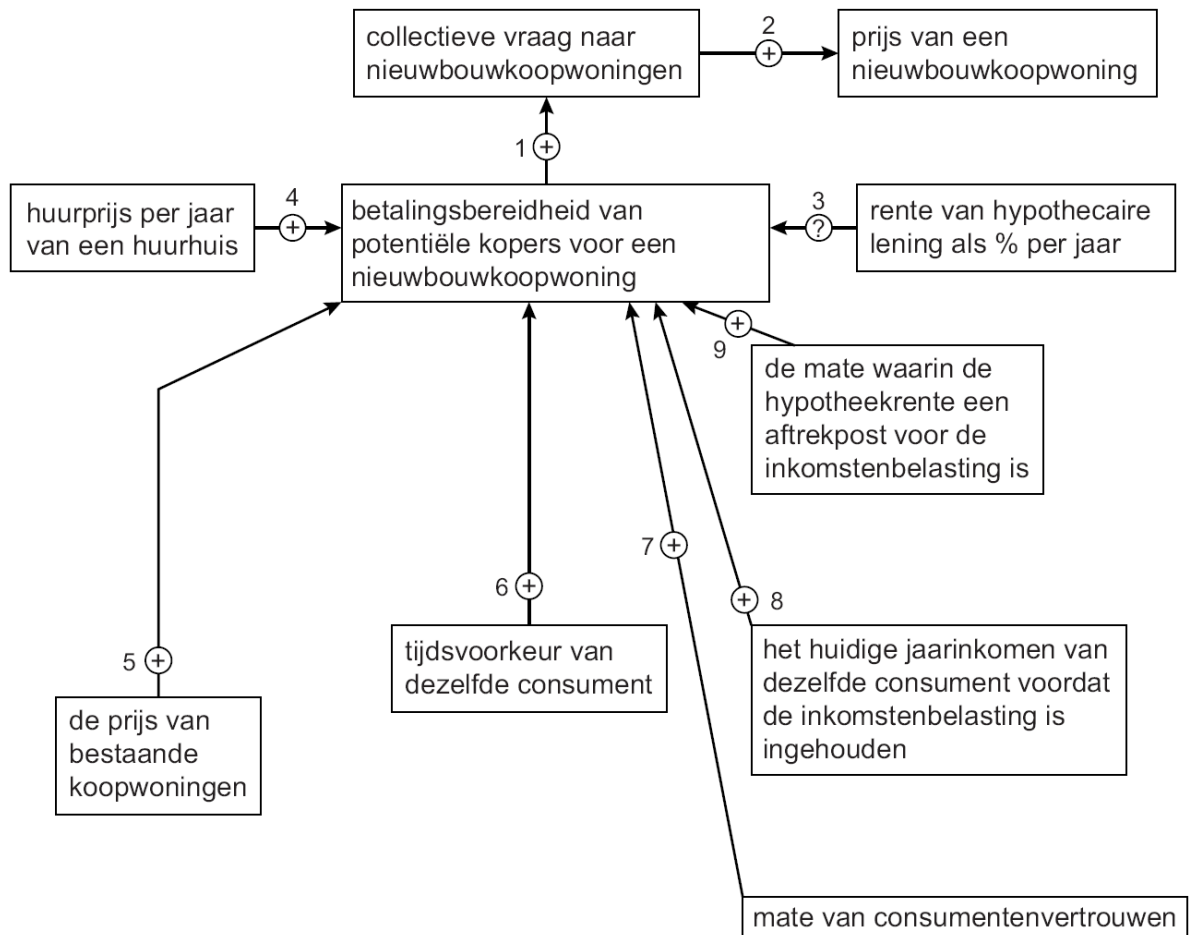 collectieve vraag naar
nieuwbouwkoopwoningen
2
+
prijs van een
nieuwbouwkoopwoning
1
+
huurprijs per jaar
van een huurhuis
4
+
betalingsbereidheid van
potentiële kopers voor een
nieuwbouwkoopwoning
3
?
rente van hypothecaire
lening als % per jaar
+
9
de mate waarin de
hypotheekrente een
aftrekpost voor de
inkomstenbelasting is
7
+
6
+
+
8
5
+
tijdsvoorkeur van
dezelfde consument
het huidige jaarinkomen van
dezelfde consument voordat
de inkomstenbelasting is
ingehouden
de prijs van
bestaande
koopwoningen
mate van consumentenvertrouwen